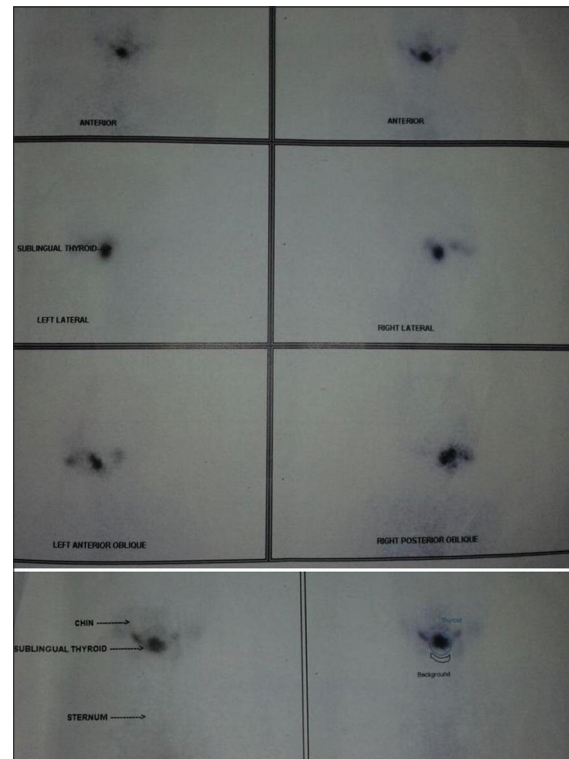 ANTERIOR
ANTERIOR
SUBLINGUAL THYROID
LEFT LATERAL
RIGHT LATERAL
LEFT ANTERIOR OBLIQUE
RIGHT POSTERIOR OBLIQUE
CHIN
SUBLINGUAL THYROID
STERNUM
Thyroid
Background